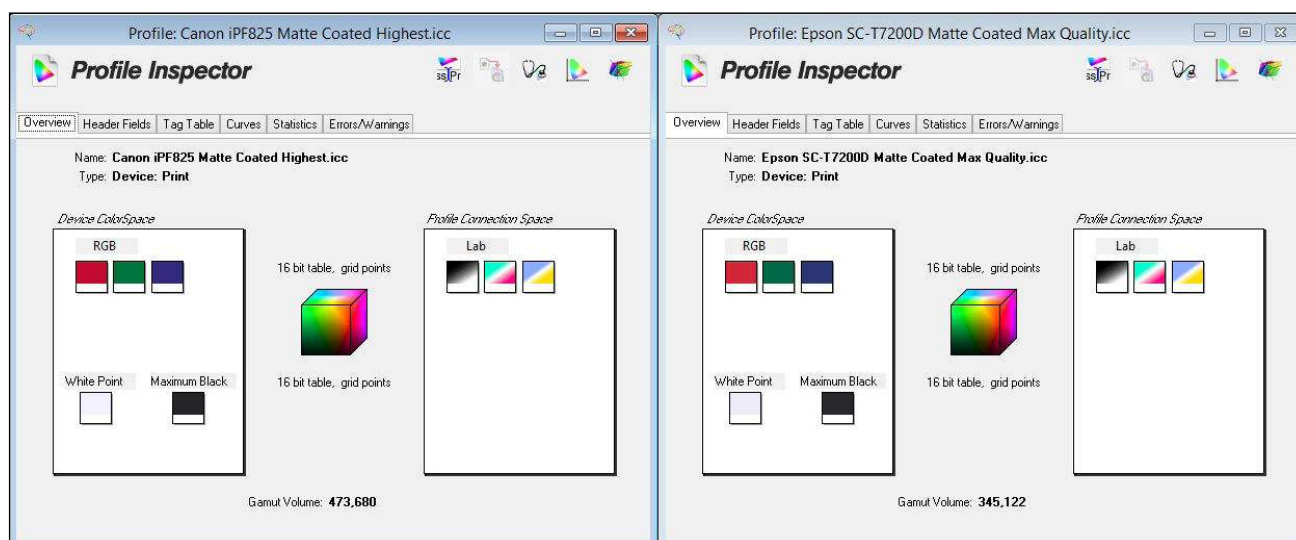 Profile: Canon iPF825 Matte Coated Highest.icc
Profile Inspector
Overview Header Fields Tag Table Curves Statistics Errors/Warnings
Name: Canon iPF825 Matte Coated Highest.icc
Type: Device: Print
Device ColorSpace Profile Connection Space
RGB Lab
16 bit table, grid points
White Point Maximum Black 16 bit table, grid points
Gamut Volume: 473,680
Profile: Epson SC-T7200D Matte Coated Max Quality.icc
Profile Inspector
Overview Header Fields Tag Table Curves Statistics Errors/Warnings
Name: Epson SC-T7200D Matte Coated Max Quality.icc
Type: Device: Print
Device ColorSpace Profile Connection Space
RGB Lab
16 bit table, grid points
White Point Maximum Black 16 bit table, grid points
Gamut Volume: 345,122